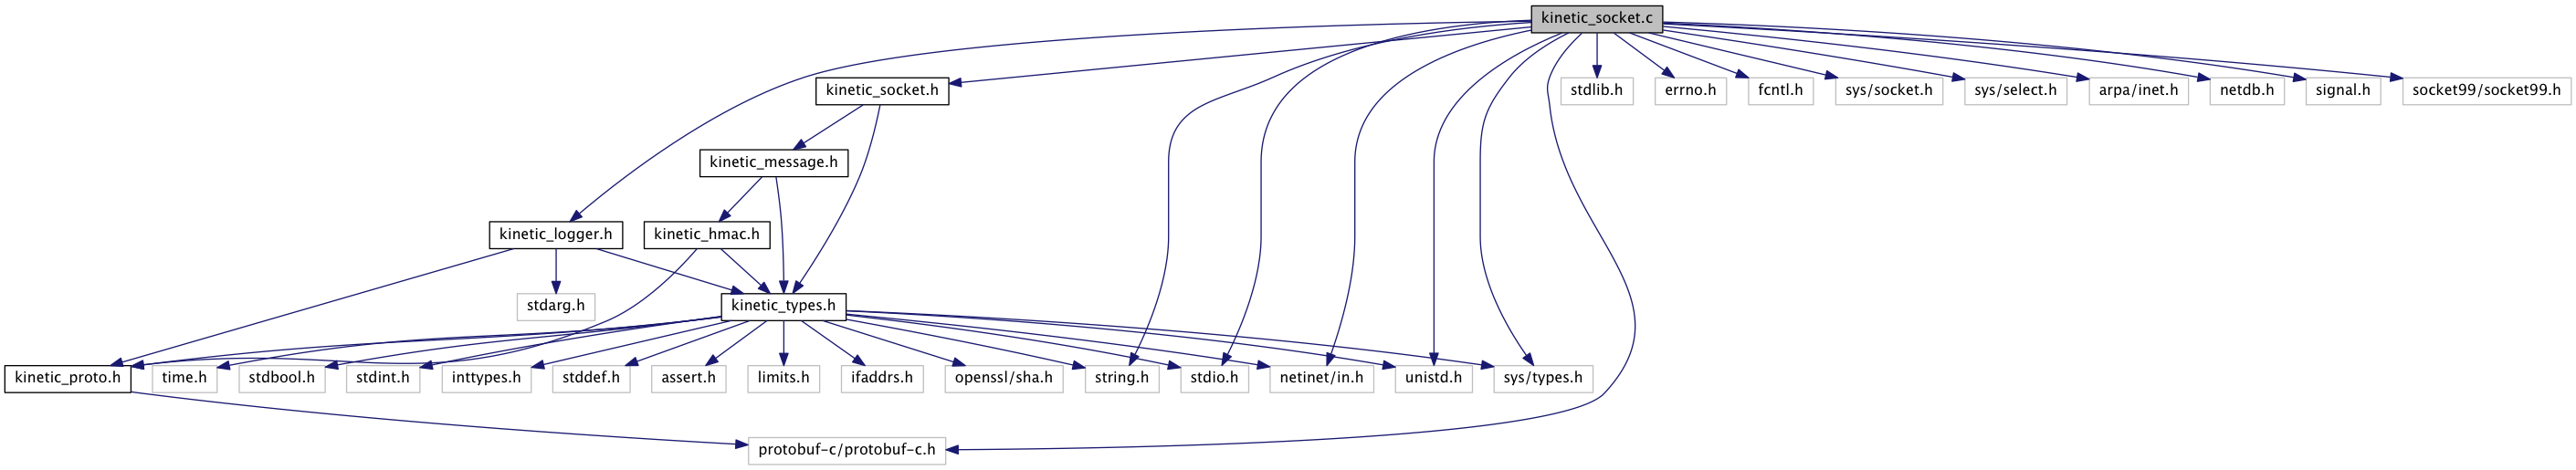 kinetic_socket.c
kinetic_socket.h
stdlib.h
errno.h
fcntl.h
sys/socket.h
sys/select.h
arpa/inet.h
netdb.h
signal.h
socket99/socket99.h
kinetic_message.h
kinetic_logger.h
kinetic_hmac.h
stdarg.h
kinetic_types.h
kinetic_proto.h
time.h
stdbool.h
stdint.h
inttypes.h
stddef.h
assert.h
limits.h
ifaddrs.h
openssl/sha.h
string.h
stdio.h
netinet/in.h
unistd.h
sys/types.h
protobuf-c/protobuf-c.h